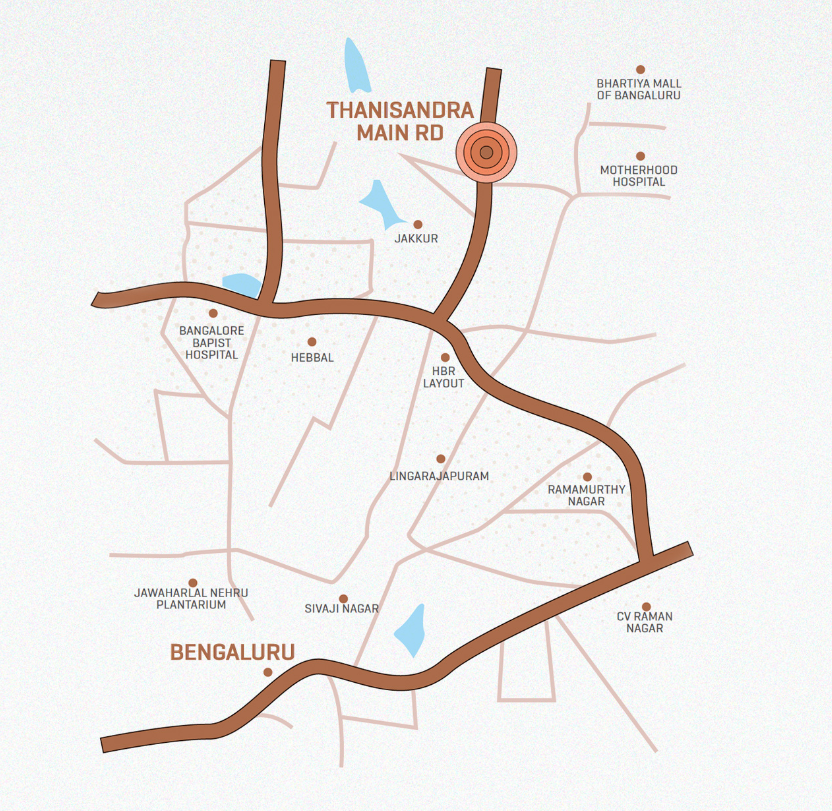 BHARTIYA MALL
OF BANGALURU
THANISANDRA
MAIN RD
MOTHERHOOD
HOSPITAL
JAKKUR
BANGALORE
BAPIST
HOSPITAL
HEBBAL
HBR
LAYOUT
LINGARAJAPURAM
RAMAMURTHY
NAGAR
JAWAHARLAL NEHRU
PLANTARIUM
SIVAJI NAGAR
CV RAMAN
NAGAR
BENGALURU